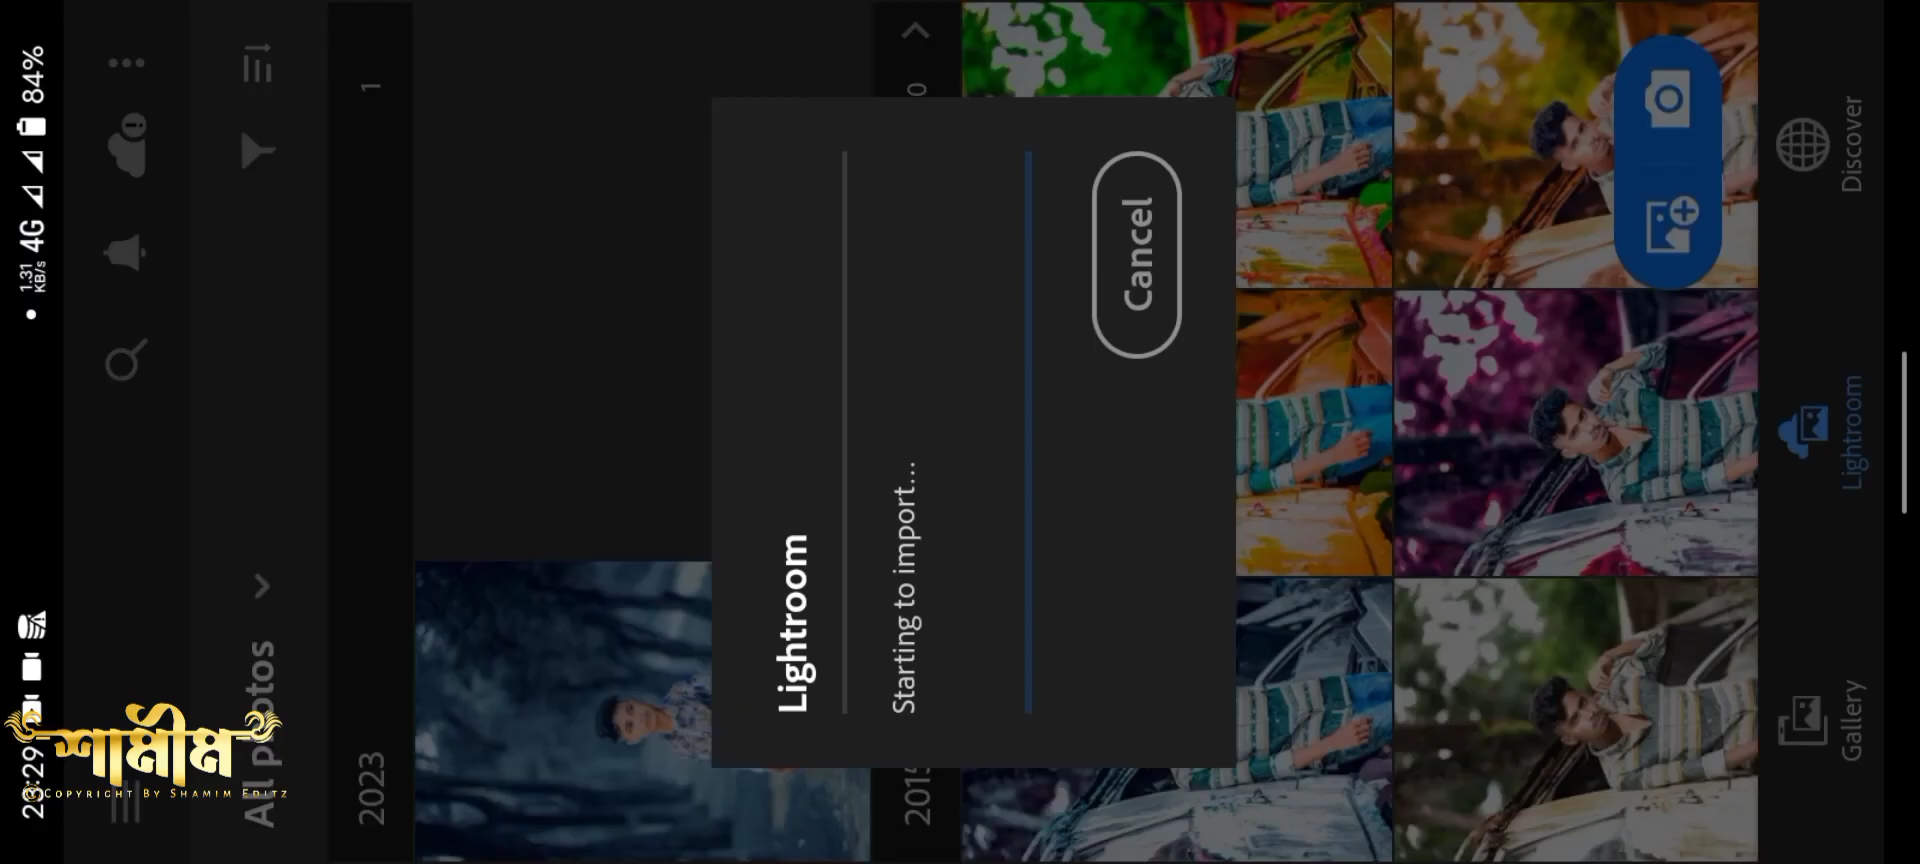 23:29
1.31 KB/s 4G 84%
All photos
2023
1
Lightroom
Starting to import...
Cancel
Gallery
Lightroom
Discover
শামীম
©Copyright By Shamim Editz